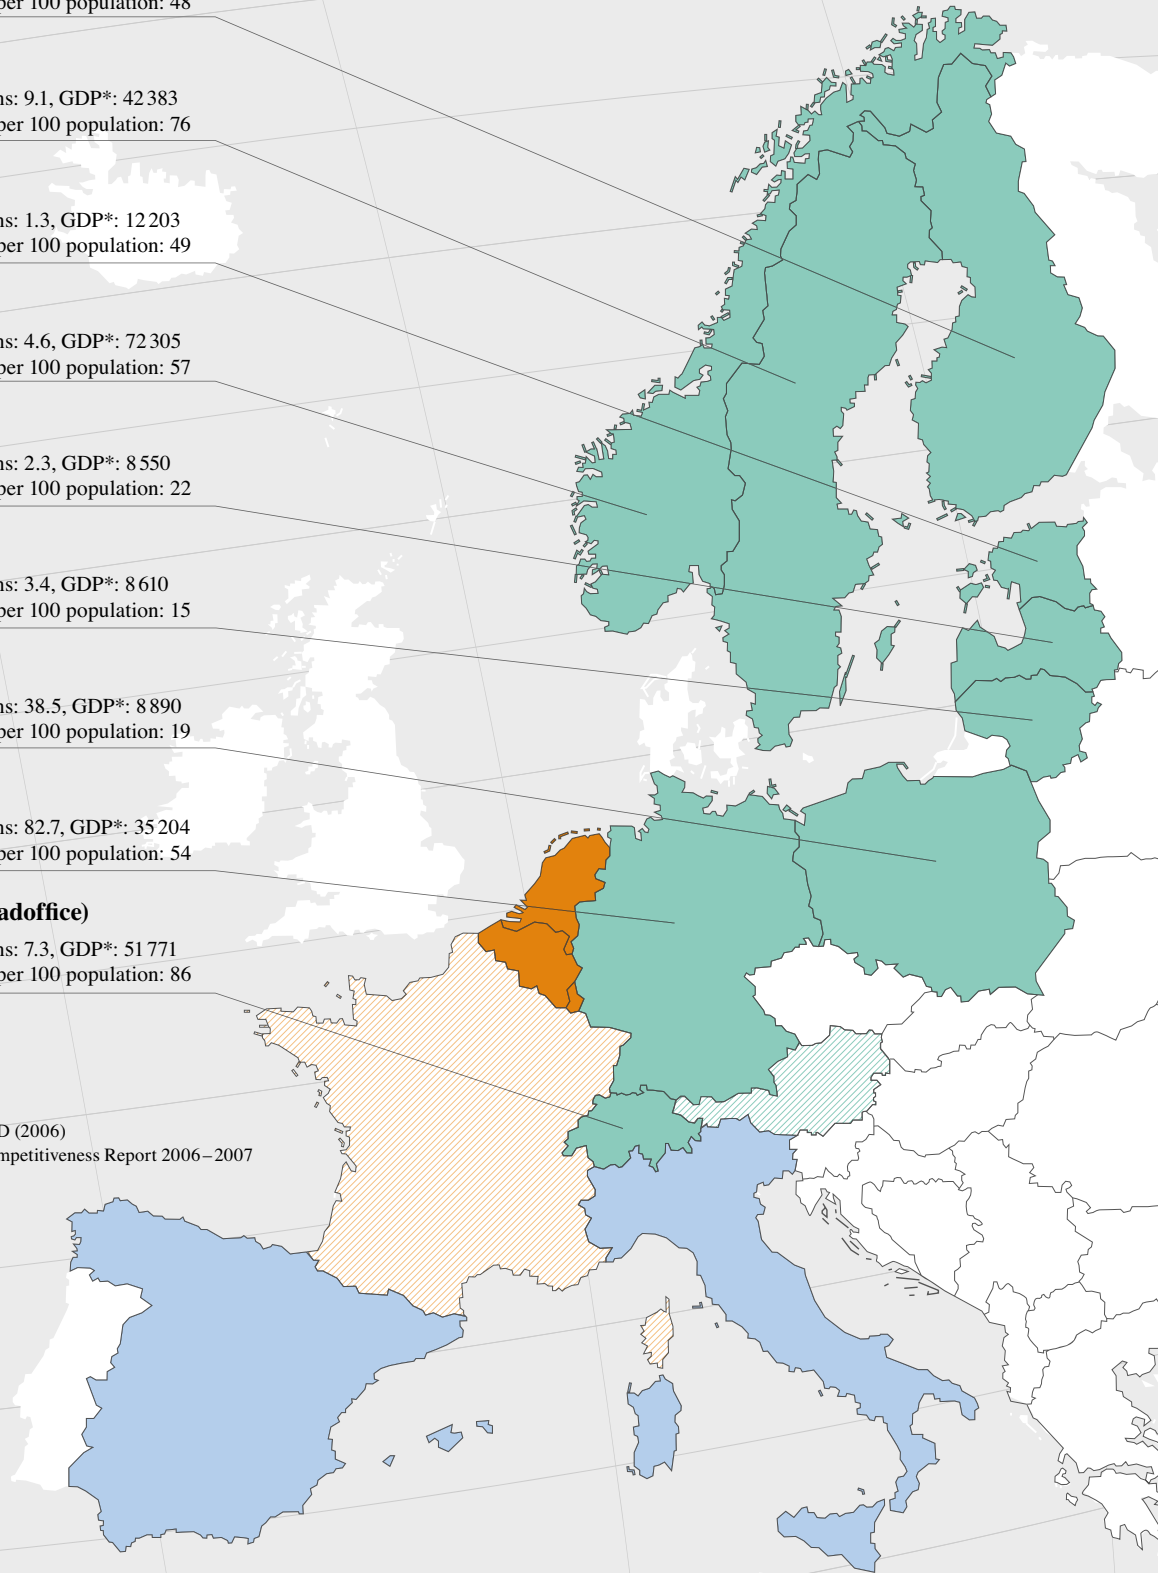 per 100 population: 48
ns: 9.1, GDP*: 42 383
per 100 population: 76
ns: 1.3, GDP*: 12 203
per 100 population: 49
ns: 4.6, GDP*: 72 305
per 100 population: 57
ns: 2.3, GDP*: 8 550
per 100 population: 22
ns: 3.4, GDP*: 8 610
per 100 population: 15
ns: 38.5, GDP*: 8 890
per 100 population: 19
ns: 82.7, GDP*: 35 204
per 100 population: 54
adoffice)
ns: 7.3, GDP*: 51 771
per 100 population: 86
D (2006)
mpetitiveness Report 2006–2007